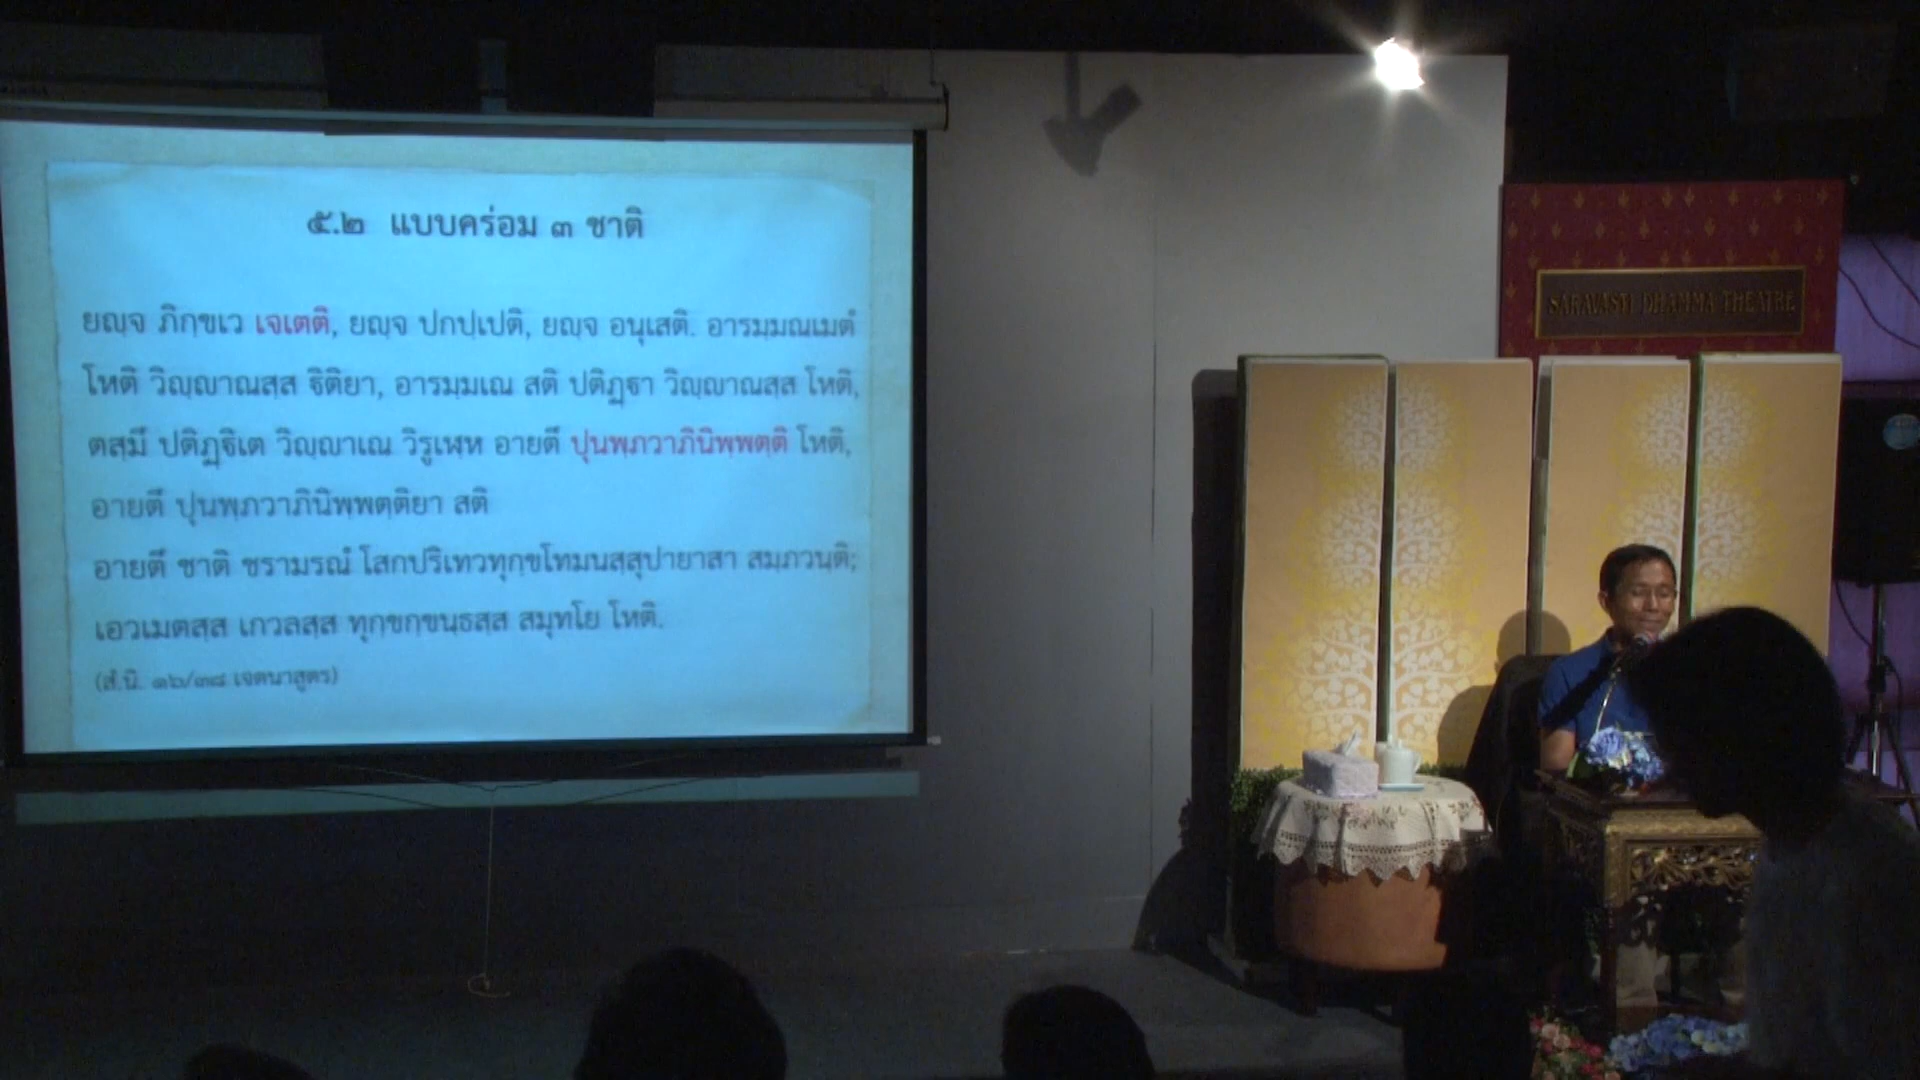 ๕.๒ แบบคร่อม ๓ ชาติ
ยญฺจ ภิกฺขเว เจเตติ, ยญฺจ ปกปฺเปติ, ยญฺจ อนุเสติ. อารมฺมณเมตํ
โหติ วิญฺญาณสฺส ฐิติยา, อารมฺมเณ สติ ปติฏฺฐา วิญฺญาณสฺส โหติ,
ตสฺมึ ปติฏฺฐิเต วิญฺญาเณ วิรูเฬฺห อายตึ ปุนพฺภวาภินิพฺพตฺติ โหติ,
อายตึ ปุนพฺภวาภินิพฺพตฺติยา สติ
อายตึ ชาติ ชรามรณํ โสกปริเทวทุกฺขโทมนสฺสุปายาสา สมฺภวนฺติ;
เอวเมตสฺส เกวลสฺส ทุกฺขกฺขนฺธสฺส สมุทโย โหติ.
(สํ.นิ. ๑๖/๓๘ เจตนาสูตร)
SARAVASTI DHAMMA THEATRE